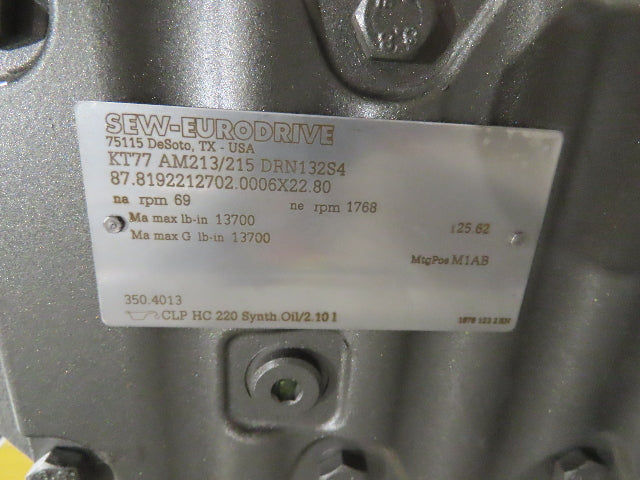 8.8
SEW-EURODRIVE
75115 DeSoto, TX - USA
KT77 AM213/215 DRN132S4
87.8192212702.0006X22.80
na rpm 69 ne rpm 1768
Ma max lb-in 13700 i 25.62
Ma max G lb-in 13700
MtgPos M1AB
350.4013
CLP HC 220 Synth. Oil/2.10 l